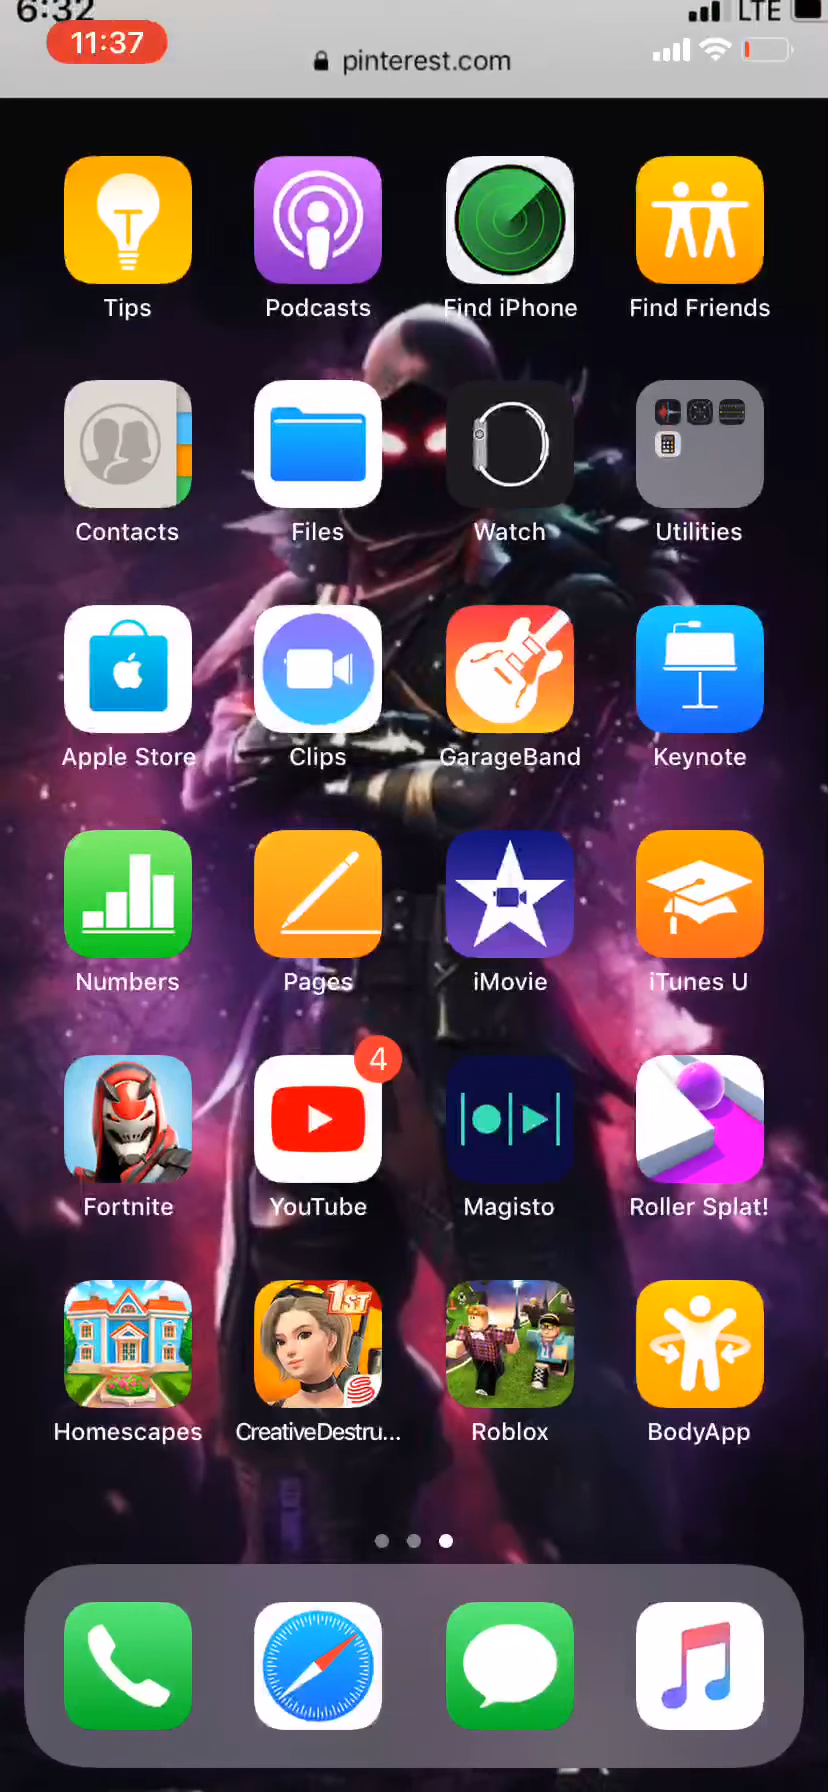 6:32
LTE
11:37
pinterest.com
Tips
Podcasts
Find iPhone
Find Friends
Contacts
Files
Watch
Utilities
Apple Store
Clips
GarageBand
Keynote
Numbers
Pages
iMovie
iTunes U
4
Fortnite
YouTube
Magisto
Roller Splat!
1ST
Homescapes
CreativeDestru...
Roblox
BodyApp